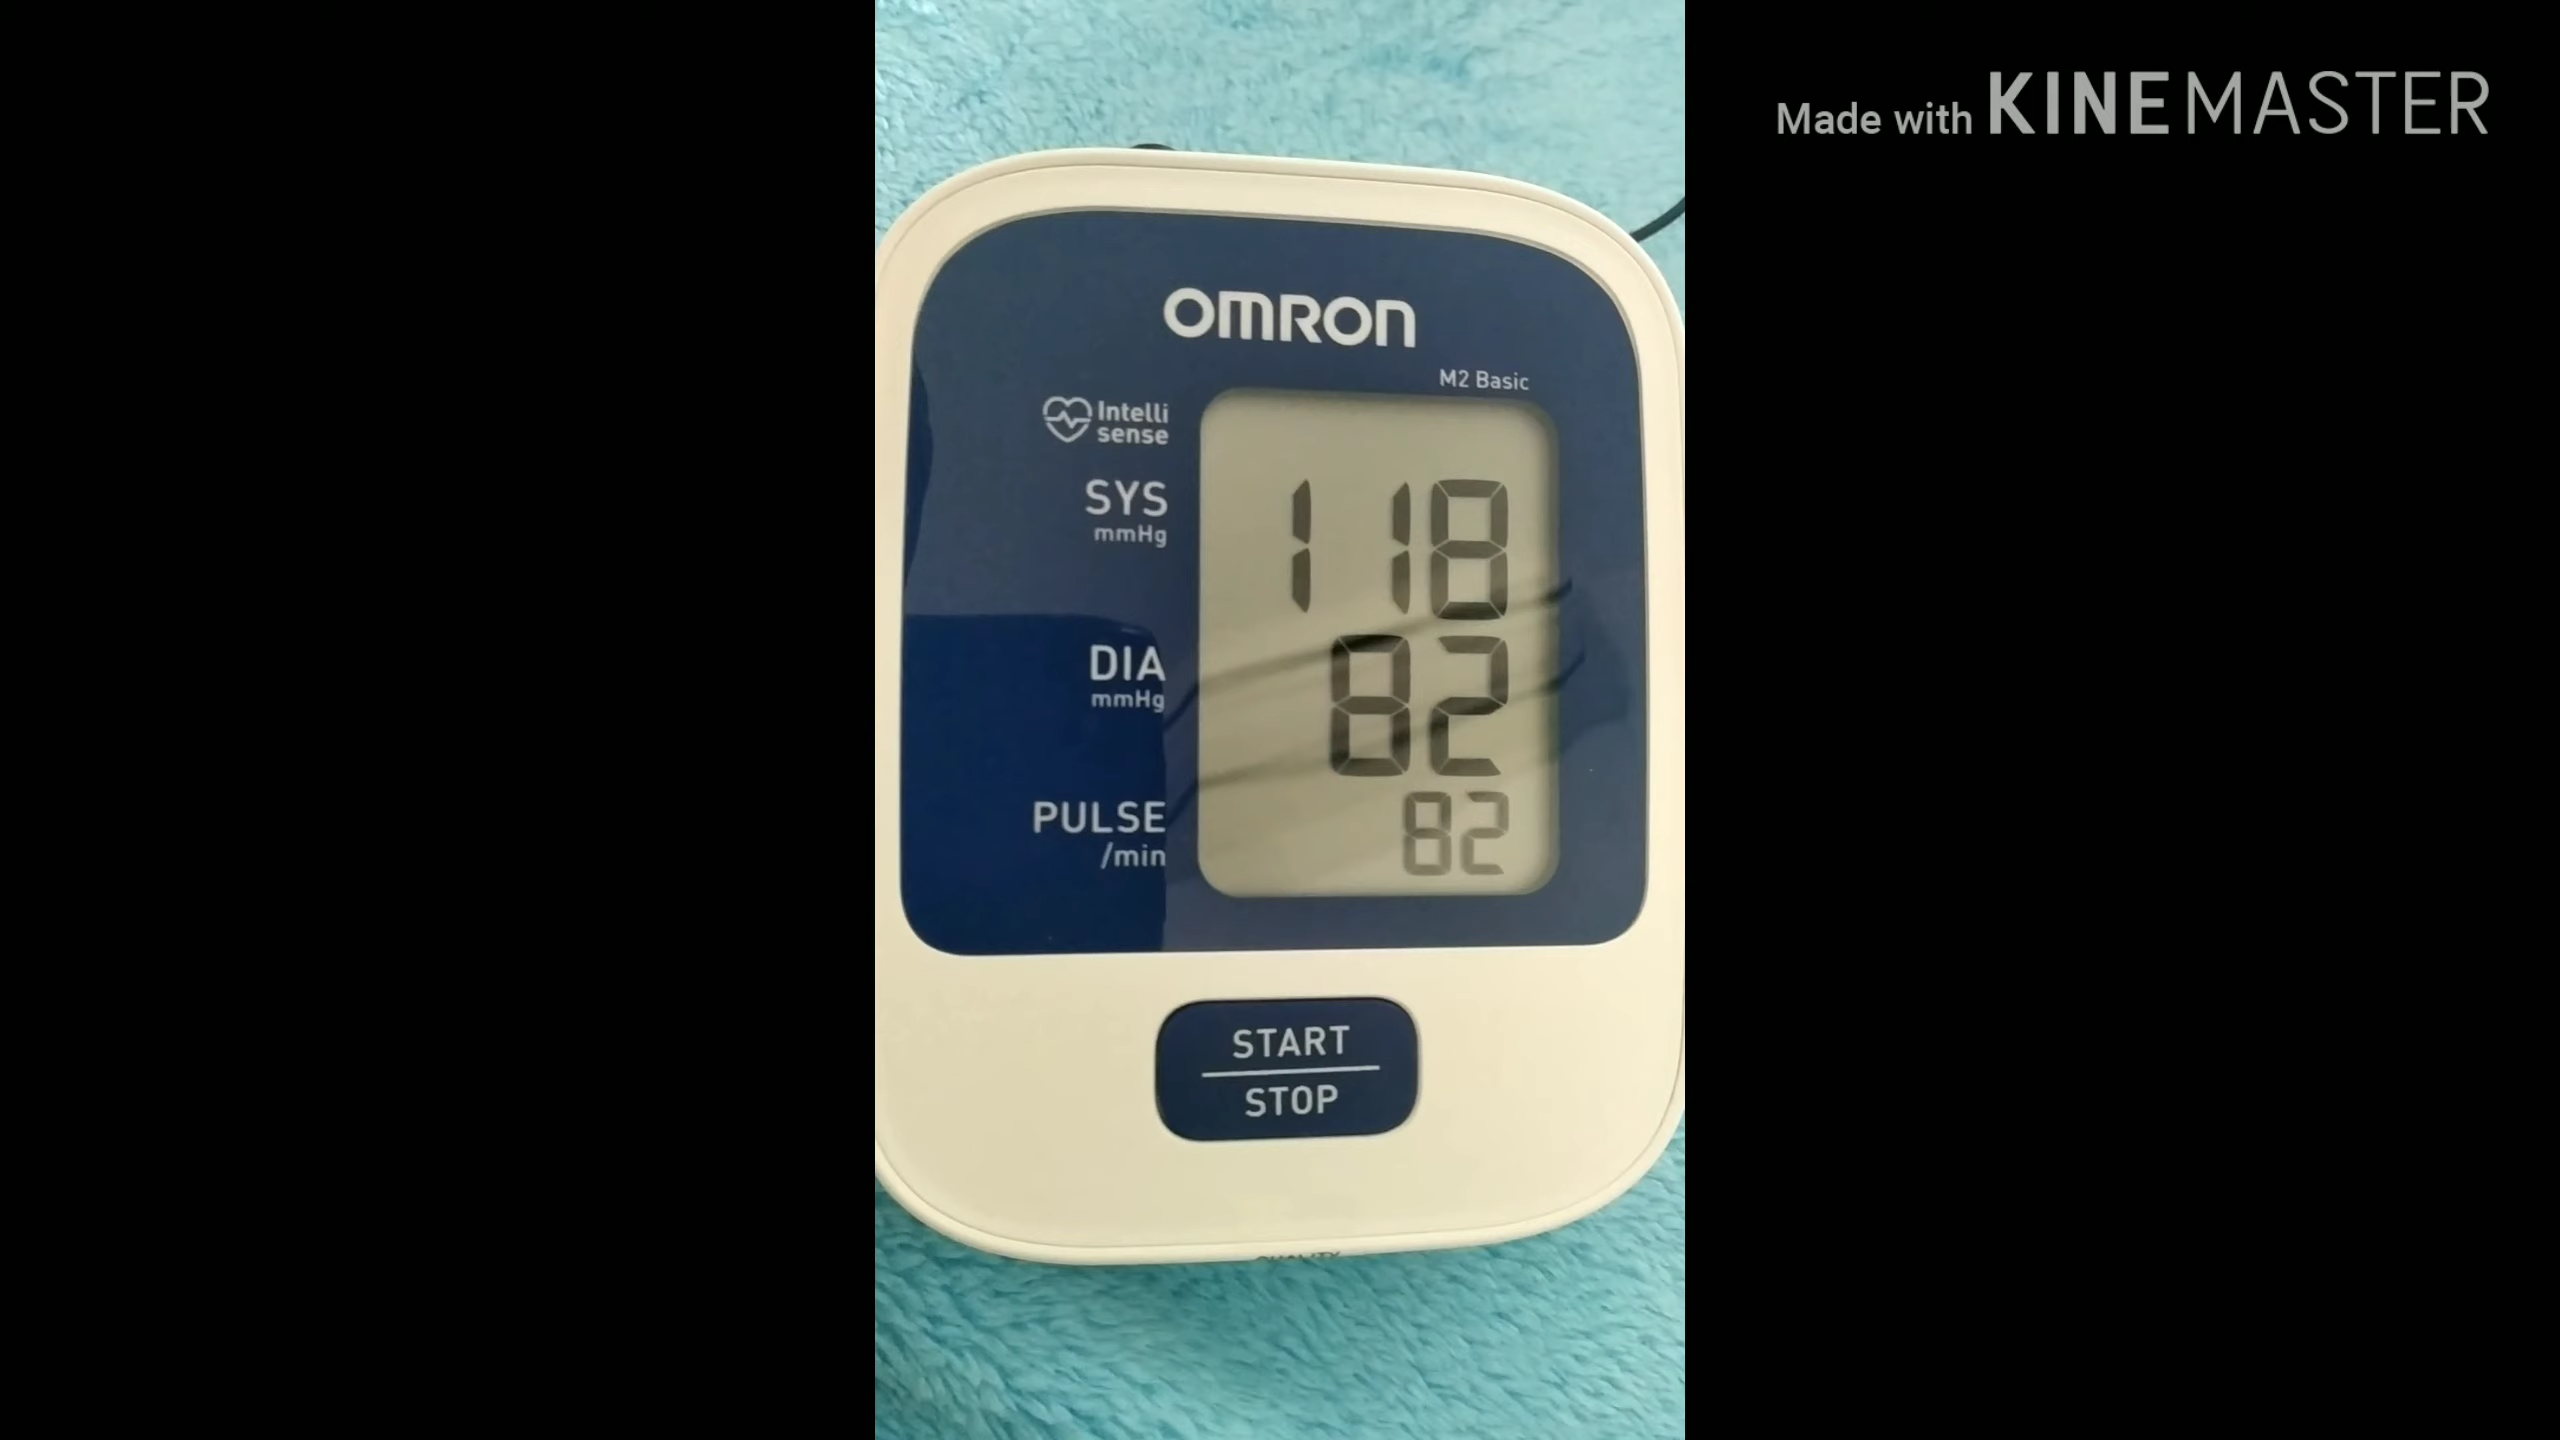 Made with KINEMASTER
OMRON
M2 Basic
Intelli
sense
SYS
mmHg
118
DIA
mmHg
82
PULSE
/min
82
START
STOP